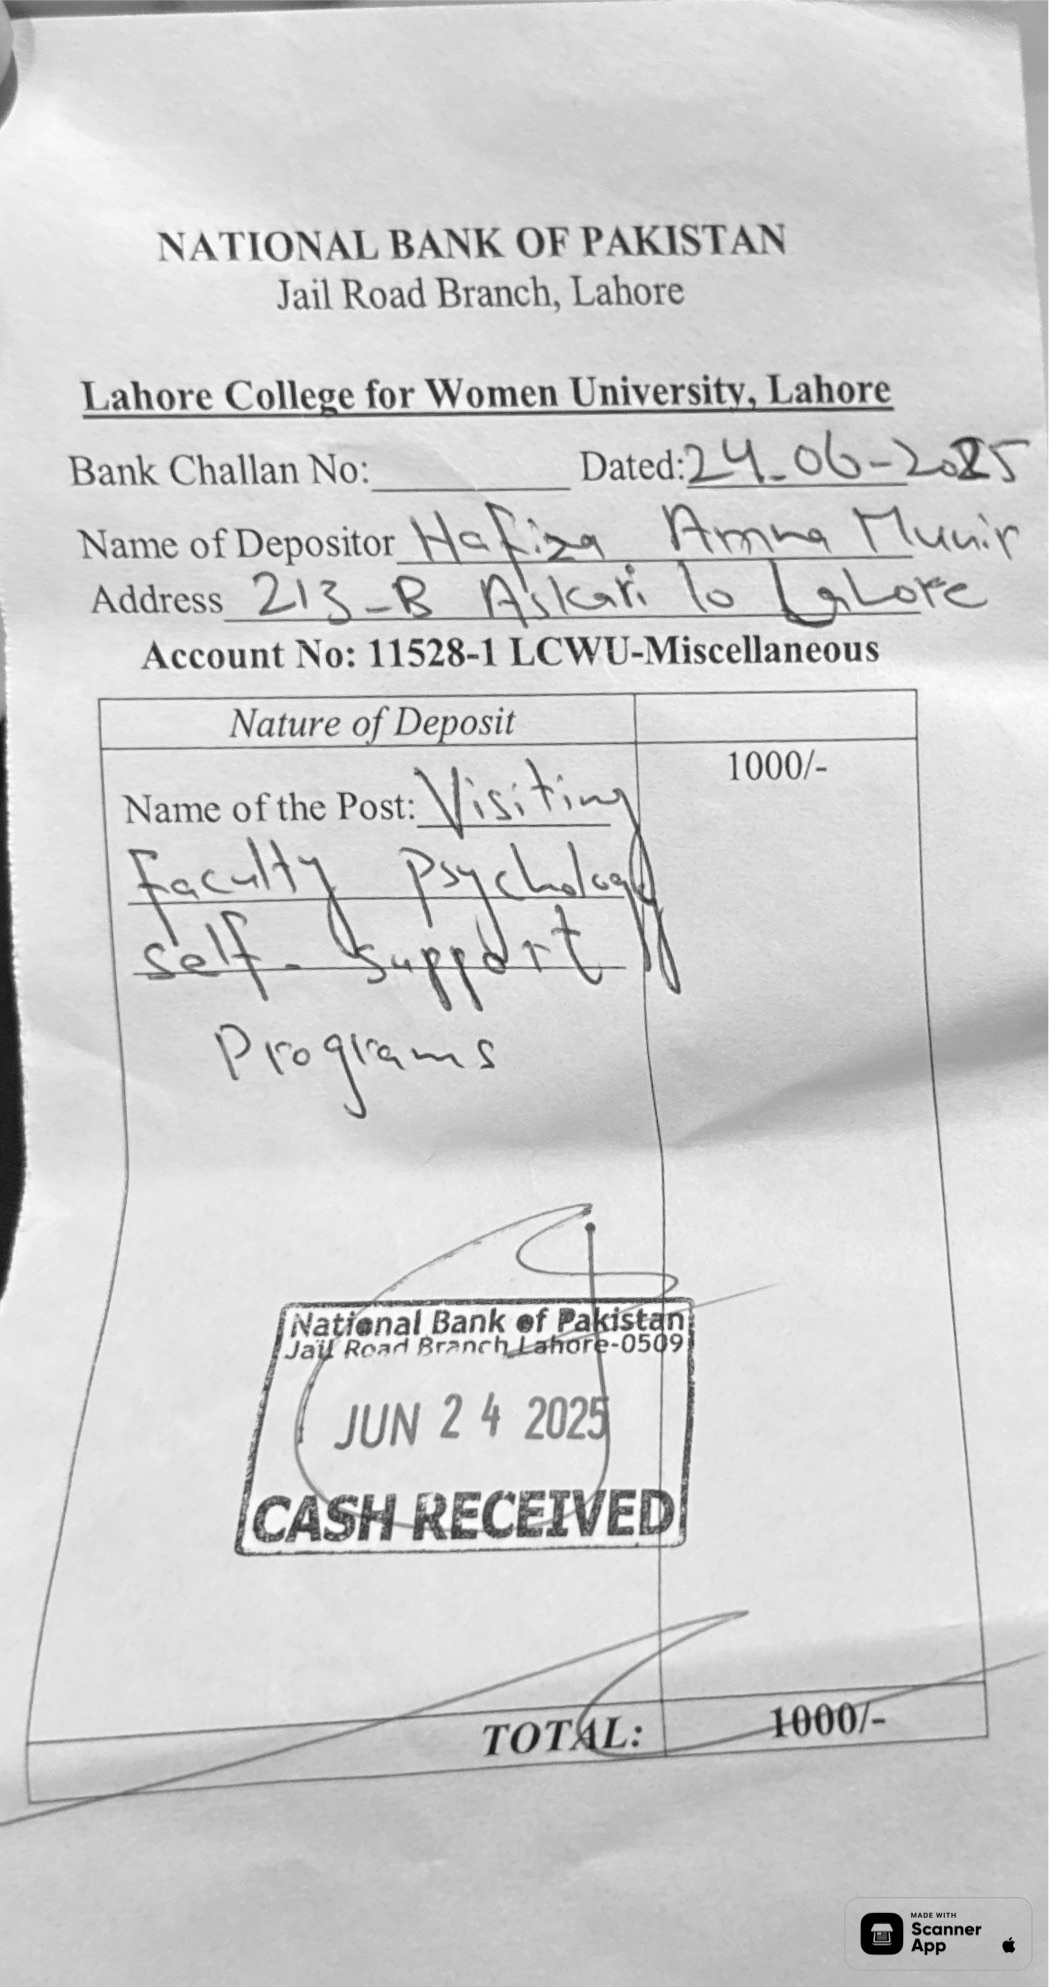 NATIONAL BANK OF PAKISTAN
Jail Road Branch, Lahore
Lahore College for Women University, Lahore
Bank Challan No:__________ Dated: 24-06-2025
Name of Depositor Hafiza Amna Munir
Address 213-B Askari 10 Lahore
Account No: 11528-1 LCWU-Miscellaneous
Nature of Deposit
1000/-
Name of the Post: Visiting
Faculty Psychology
self-support
Programs
National Bank of Pakistan
Jail Road Branch Lahore-0509
JUN 24 2025
CASH RECEIVED
TOTAL: 1000/-
MADE WITH
Scanner
App